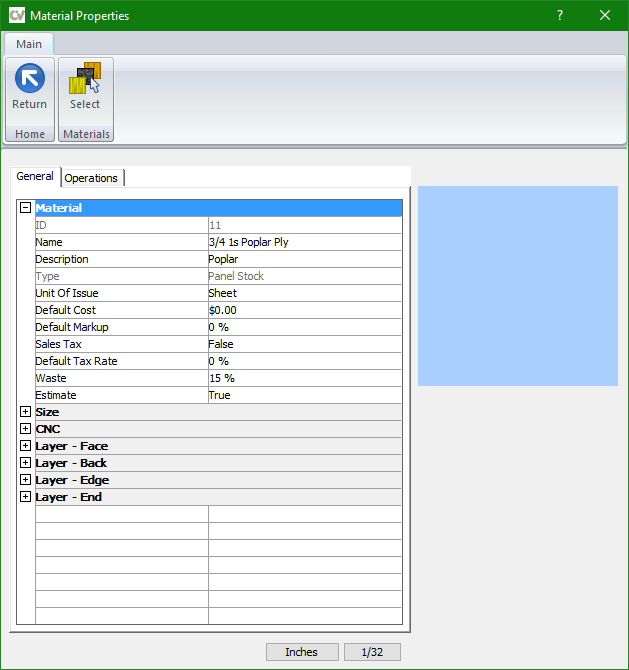 CV Material Properties ?
Main
Return
Select
Home
Materials
General Operations
Material
ID 11
Name 3/4 1s Poplar Ply
Description Poplar
Type Panel Stock
Unit Of Issue Sheet
Default Cost $0.00
Default Markup 0 %
Sales Tax False
Default Tax Rate 0 %
Waste 15 %
Estimate True
Size
CNC
Layer - Face
Layer - Back
Layer - Edge
Layer - End
Inches 1/32